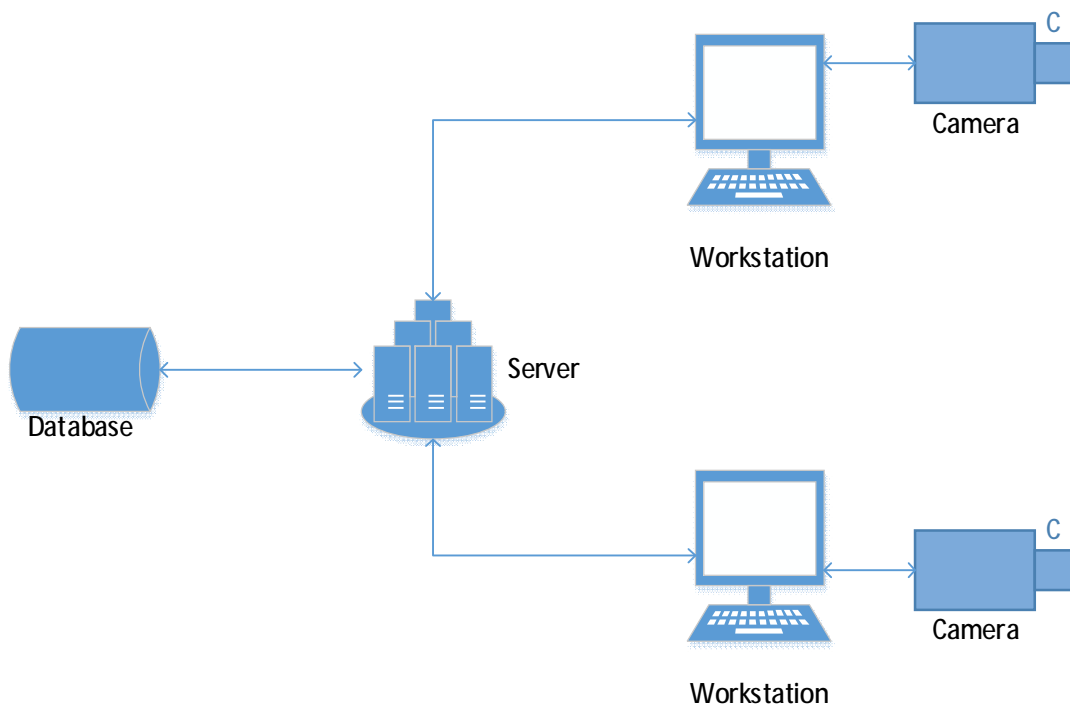 C
Camera
Workstation
Server
Database
C
Camera
Workstation